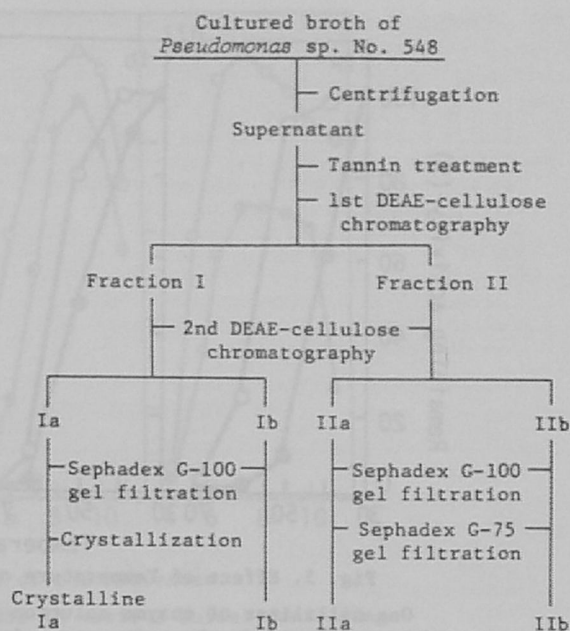 Cultured broth of
Pseudomonas sp. No. 548
Centrifugation
Supernatant
Tannin treatment
1st DEAE-cellulose
chromatography
Fraction I
Fraction II
2nd DEAE-cellulose
chromatography
Ia
Ib
IIa
IIb
Sephadex G-100
gel filtration
Sephadex G-100
gel filtration
Crystallization
Sephadex G-75
gel filtration
Crystalline
Ia
Ib
IIa
IIb